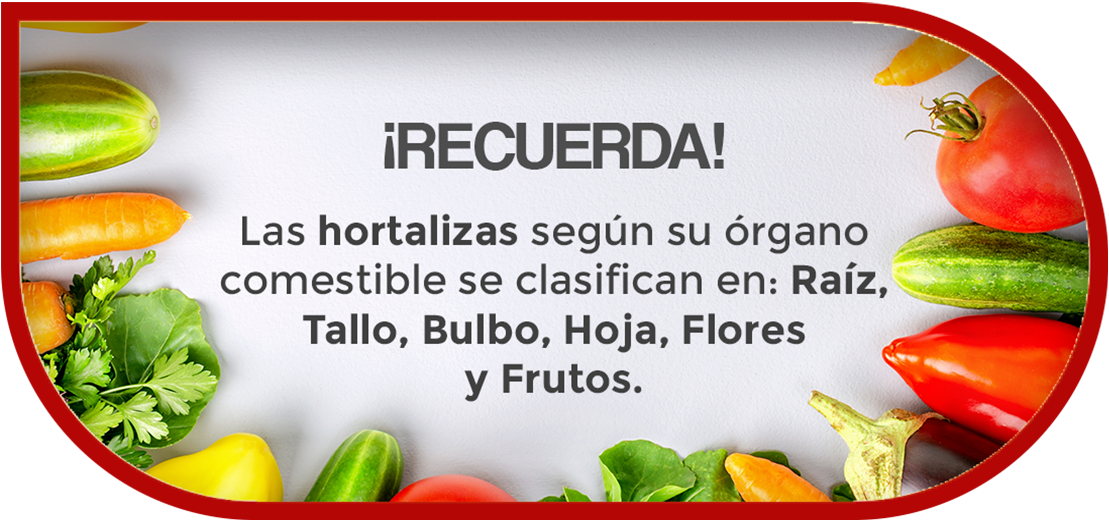 ¡RECUERDA!
Las hortalizas según su órgano
comestible se clasifican en: Raíz,
Tallo, Bulbo, Hoja, Flores
y Frutos.